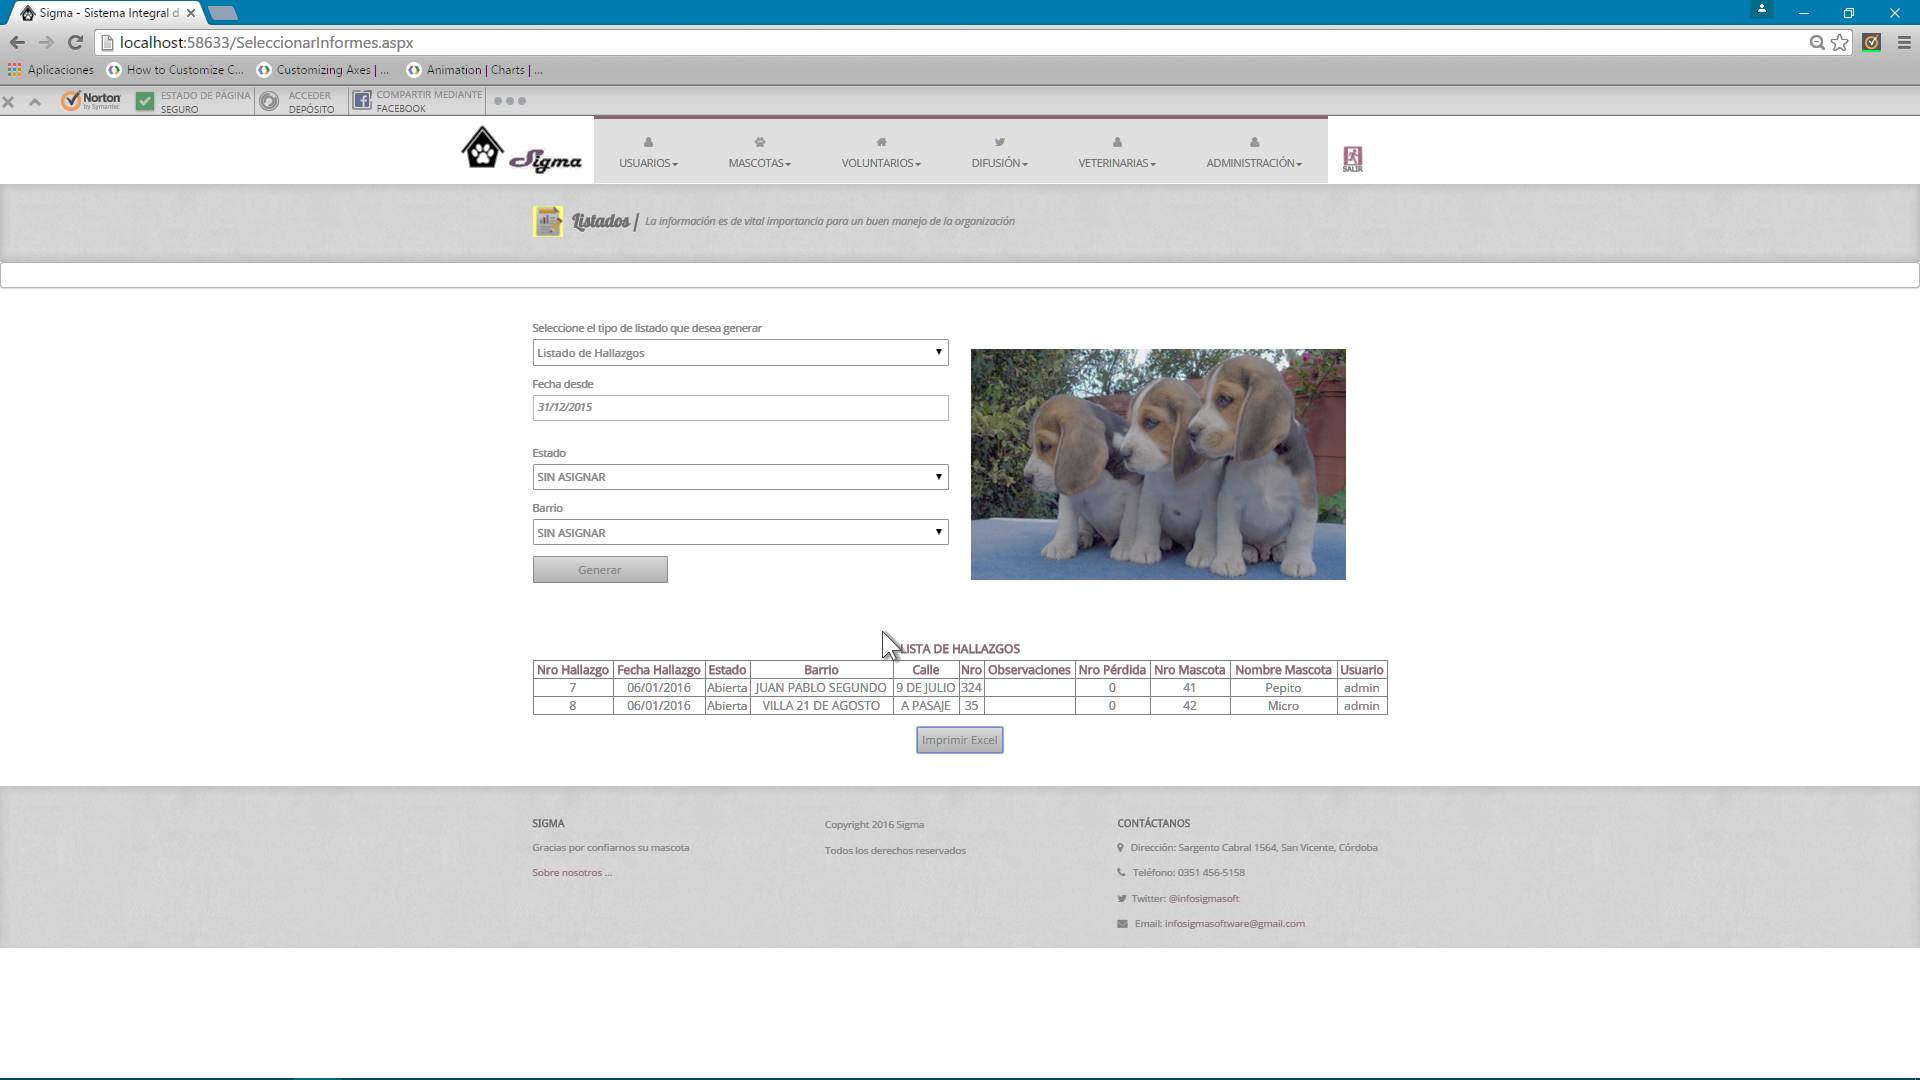 Sigma - Sistema Integral d
localhost:58633/SeleccionarInformes.aspx
Aplicaciones How to Customize C... Customizing Axes | ... Animation | Charts | ...
Norton by Symantec
ESTADO DE PÁGINA
SEGURO
ACCEDER
DEPÓSITO
COMPARTIR MEDIANTE
FACEBOOK
Sigma
USUARIOS MASCOTAS VOLUNTARIOS DIFUSIÓN VETERINARIAS ADMINISTRACIÓN
SALIR
Listados / La información es de vital importancia para un buen manejo de la organización
Seleccione el tipo de listado que desea generar
Listado de Hallazgos
Fecha desde
31/12/2015
Estado
SIN ASIGNAR
Barrio
SIN ASIGNAR
Generar
LISTA DE HALLAZGOS
Nro Hallazgo Fecha Hallazgo Estado Barrio Calle Nro Observaciones Nro Pérdida Nro Mascota Nombre Mascota Usuario
7 06/01/2016 Abierta JUAN PABLO SEGUNDO 9 DE JULIO 324 0 41 Pepito admin
8 06/01/2016 Abierta VILLA 21 DE AGOSTO A PASAJE 35 0 42 Micro admin
Imprimir Excel
SIGMA
Gracias por confiarnos su mascota
Sobre nosotros ...
Copyright 2016 Sigma
Todos los derechos reservados
CONTÁCTANOS
Dirección: Sargento Cabral 1564, San Vicente, Córdoba
Teléfono: 0351 456-5158
Twitter: @infosigmasoft
Email: infosigmasoftware@gmail.com